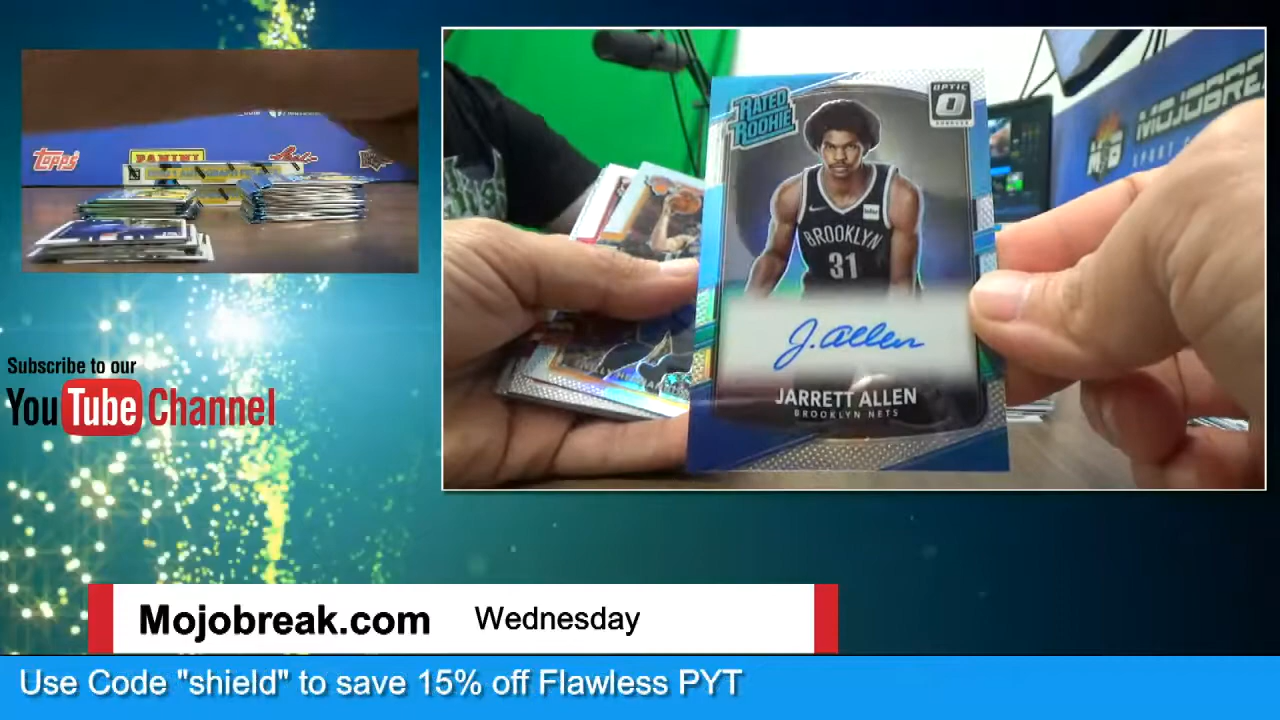 Topps
PANINI
Subscribe to our
YouTube Channel
RATED
ROOKIE
OPTIC
BROOKLYN
31
J. Allen
JARRETT ALLEN
BROOKLYN NETS
MOJOBREA
Mojobreak.com
Wednesday
Use Code "shield" to save 15% off Flawless PYT